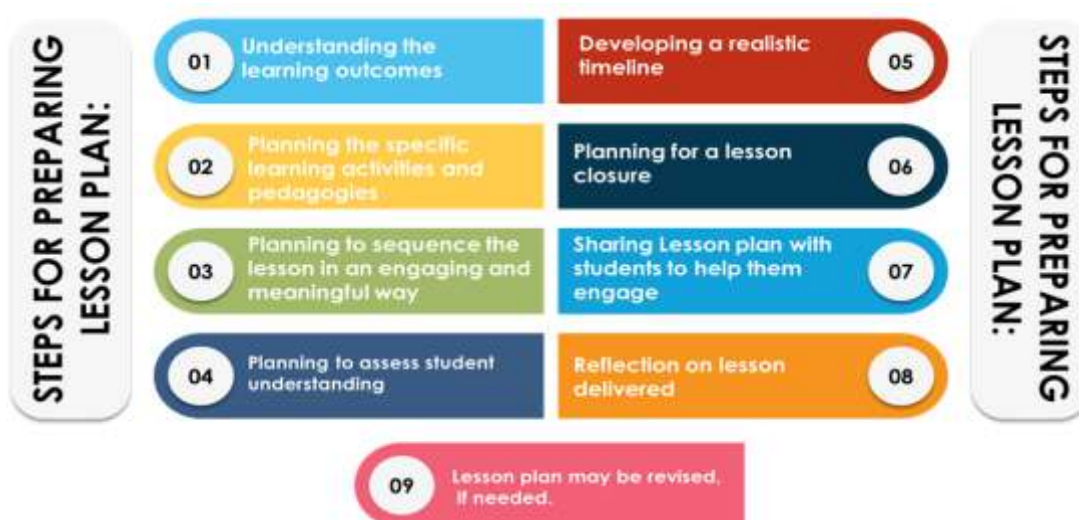 STEPS FOR PREPARING
LESSON PLAN:
01
Understanding the
learning outcomes
02
Planning the specific
learning activities and
pedagogies
03
Planning to sequence the
lesson in an engaging and
meaningful way
04
Planning to assess student
understanding
Developing a realistic
timeline
05
Planning for a lesson
closure
06
Sharing Lesson plan with
students to help them
engage
07
Reflection on lesson
delivered
08
09
Lesson plan may be revised,
if needed.
STEPS FOR PREPARING
LESSON PLAN: